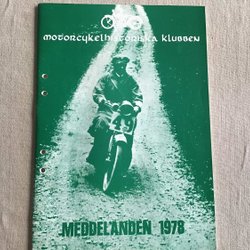 MOTORCYKELHISTORISKA KLUBBEN
MEDDELANDEN 1978